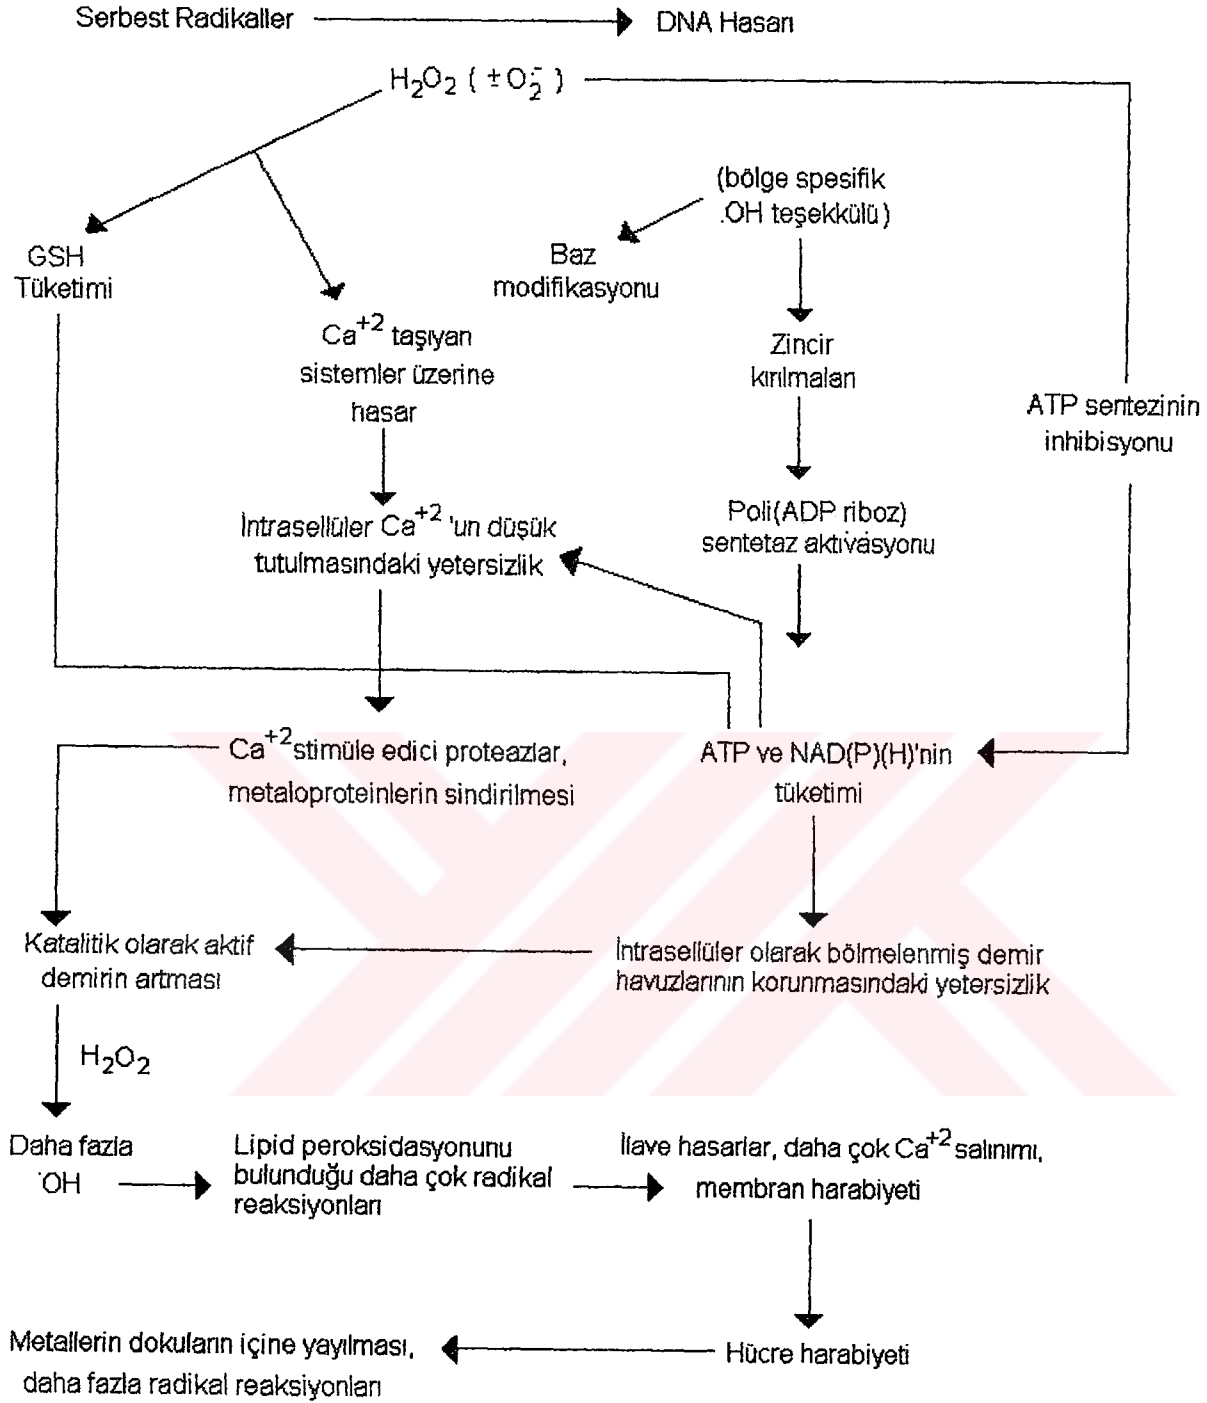 Serbest Radikaller
DNA Hasarı
H₂O₂ ( ±O₂⁻ )
(bölge spesifik
.OH teşekkülü)
GSH
Tüketimi
Baz
modifikasyonu
Ca⁺² taşıyan
sistemler üzerine
hasar
Zincir
kırılmaları
ATP sentezinin
inhibisyonu
İntrasellüler Ca⁺² 'un düşük
tutulmasındaki yetersizlik
Poli(ADP riboz)
sentetaz aktivasyonu
Ca⁺² stimüle edici proteazlar,
metaloproteinlerin sindirilmesi
ATP ve NAD(P)(H)'nin
tüketimi
Katalitik olarak aktif
demirin artması
İntrasellüler olarak bölmelenmiş demir
havuzlarının korunmasındaki yetersizlik
H₂O₂
Daha fazla
˙OH
Lipid peroksidasyonunu
bulunduğu daha çok radikal
reaksiyonları
İlave hasarlar, daha çok Ca⁺² salınımı,
membran harabiyeti
Metallerin dokuların içine yayılması,
daha fazla radikal reaksiyonları
Hücre harabiyeti